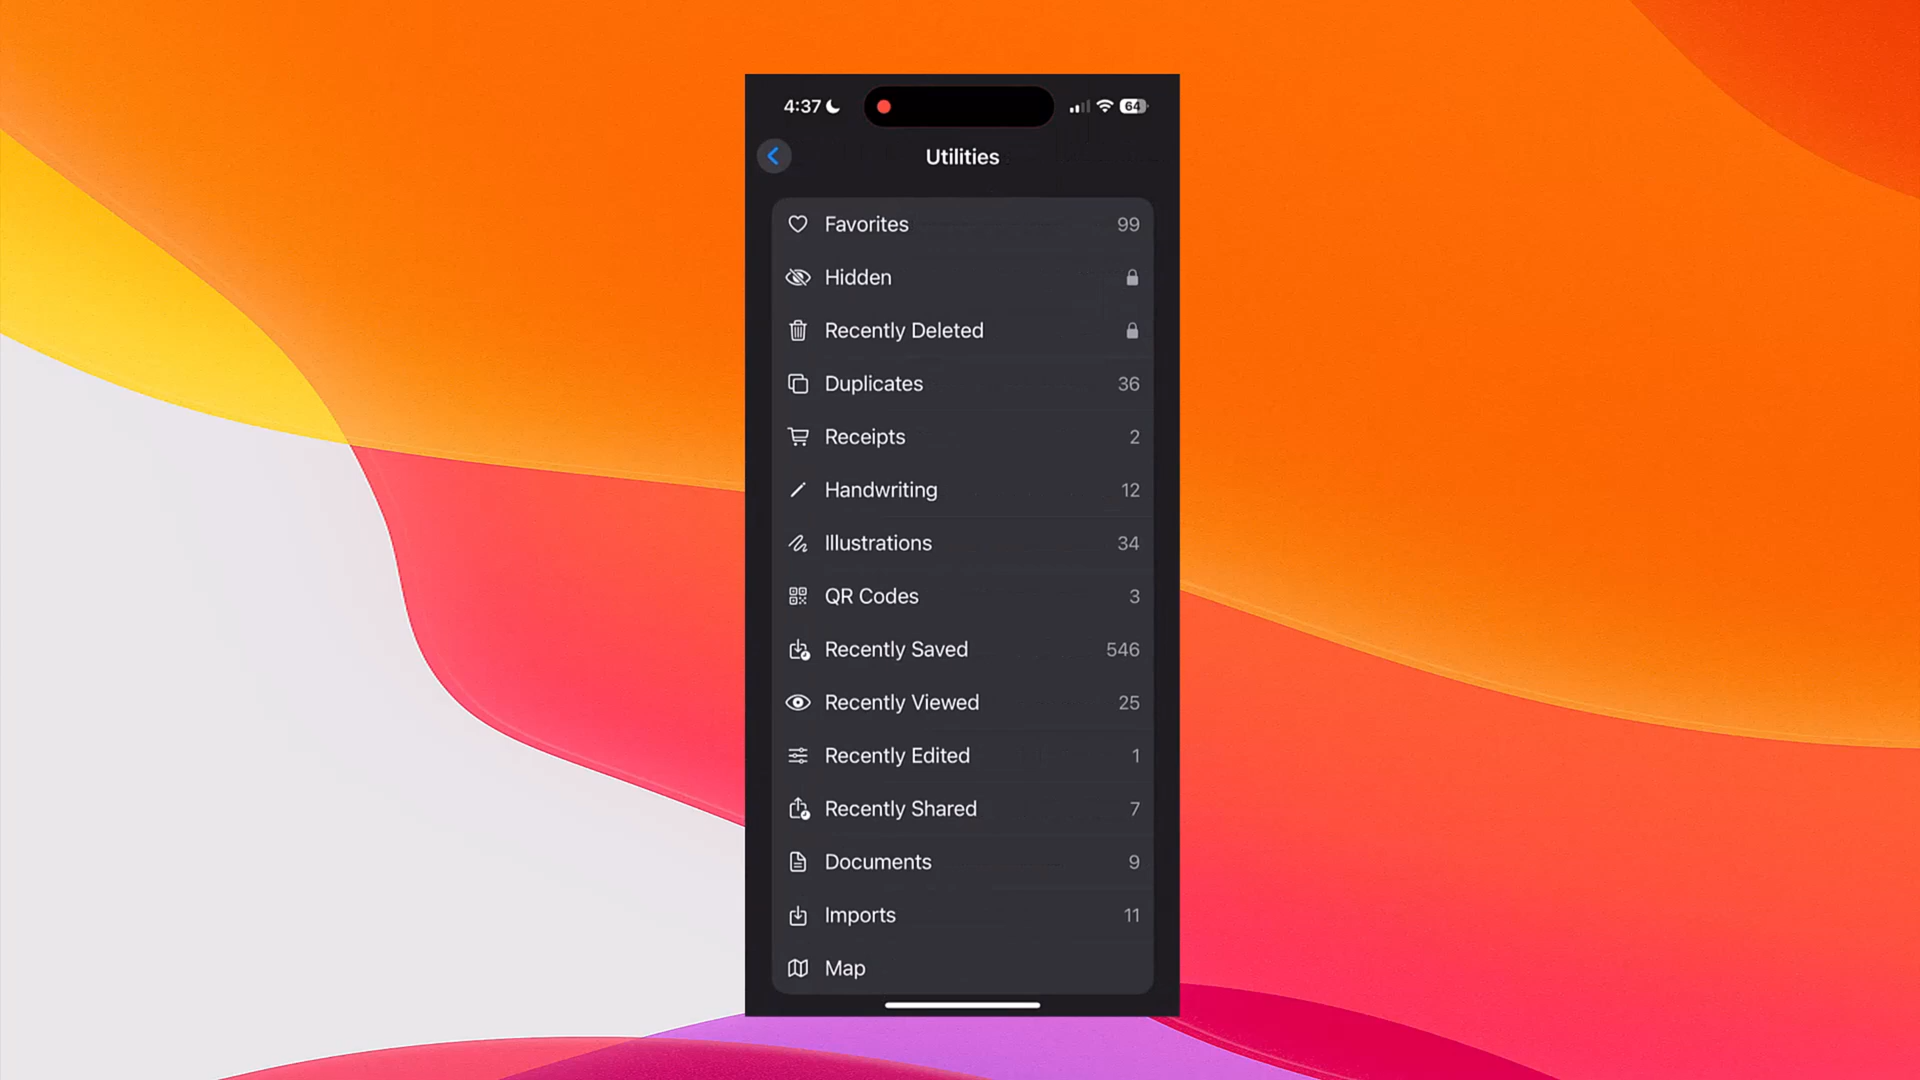 4:37 64
Utilities
Favorites 99
Hidden
Recently Deleted
Duplicates 36
Receipts 2
Handwriting 12
Illustrations 34
QR Codes 3
Recently Saved 546
Recently Viewed 25
Recently Edited 1
Recently Shared 7
Documents 9
Imports 11
Map